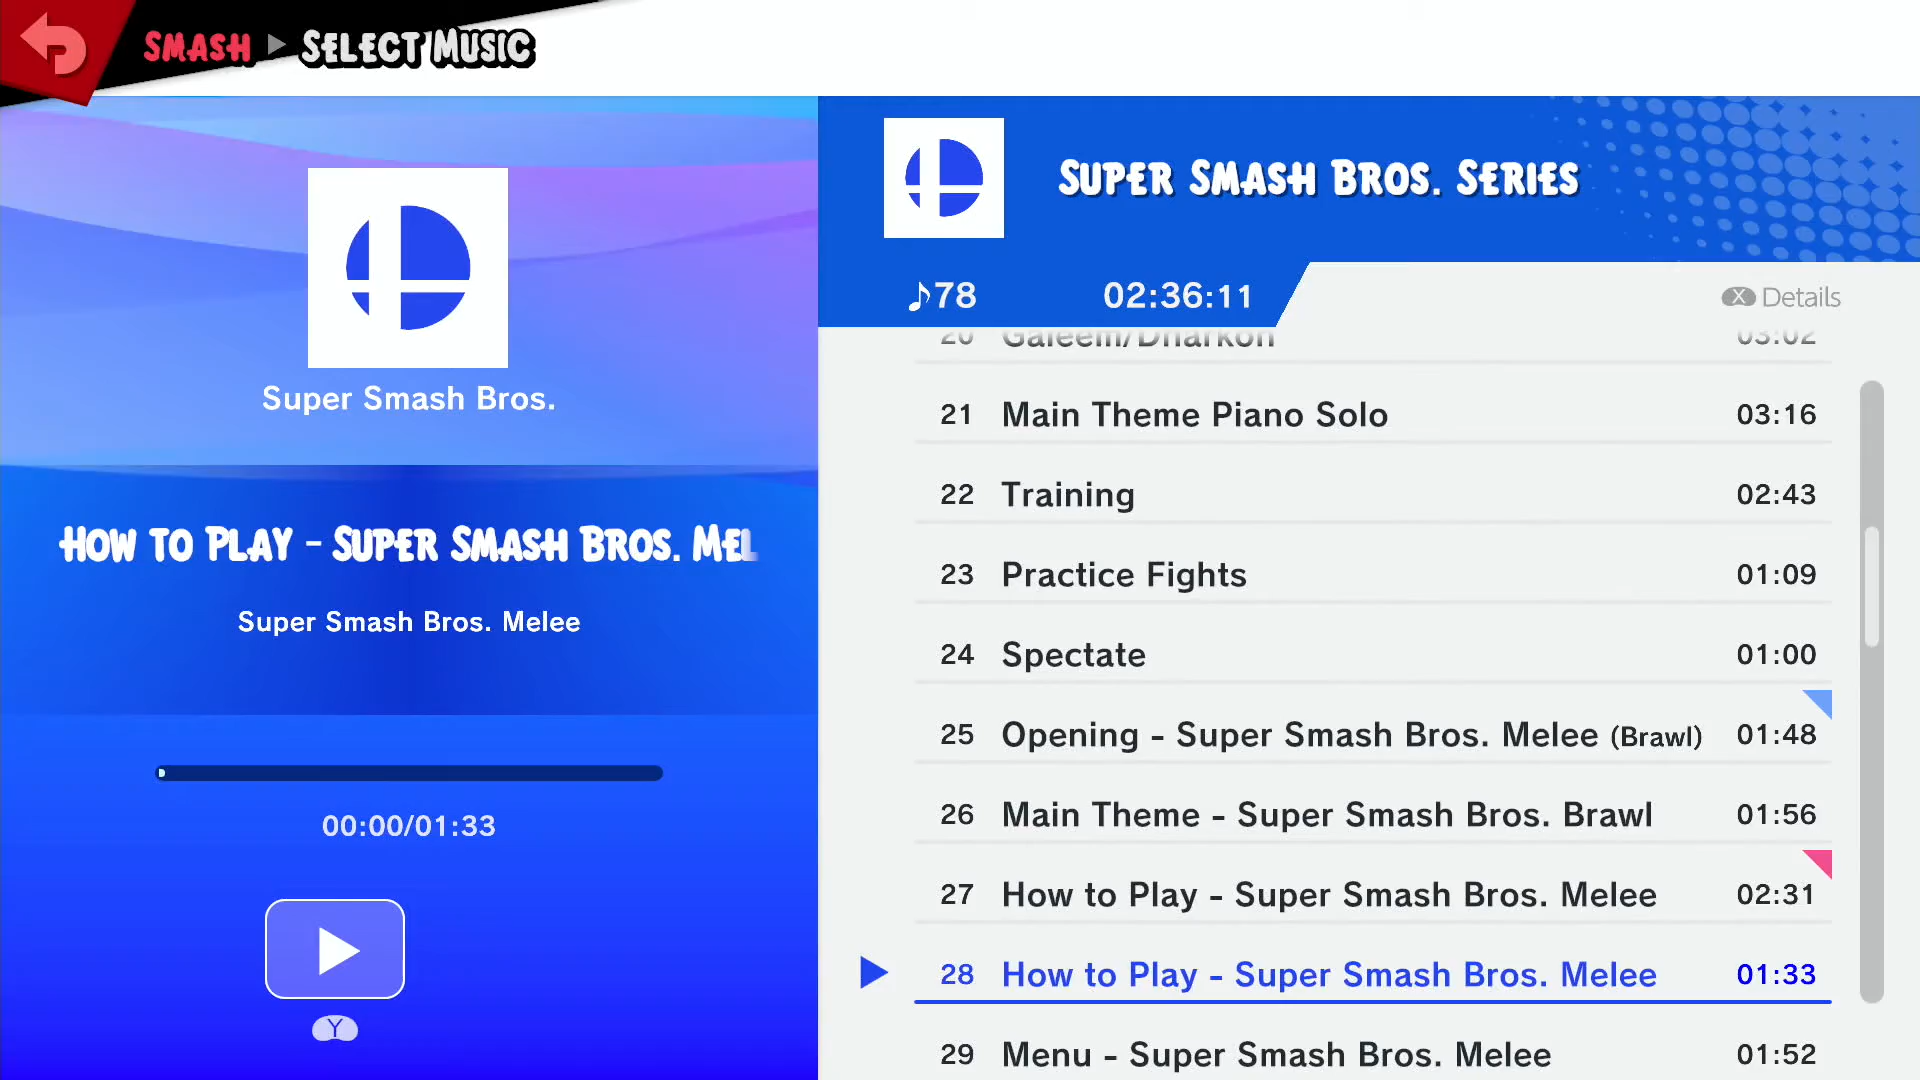 SMASH ▶ SELECT MUSIC
Super Smash Bros.
HOW TO PLAY - SUPER SMASH BROS. MEL
Super Smash Bros. Melee
00:00/01:33
Y
SUPER SMASH BROS. SERIES
♪78 02:36:11
X Details
20 Galeem/Dharkon 03:02
21 Main Theme Piano Solo 03:16
22 Training 02:43
23 Practice Fights 01:09
24 Spectate 01:00
25 Opening - Super Smash Bros. Melee (Brawl) 01:48
26 Main Theme - Super Smash Bros. Brawl 01:56
27 How to Play - Super Smash Bros. Melee 02:31
28 How to Play - Super Smash Bros. Melee 01:33
29 Menu - Super Smash Bros. Melee 01:52